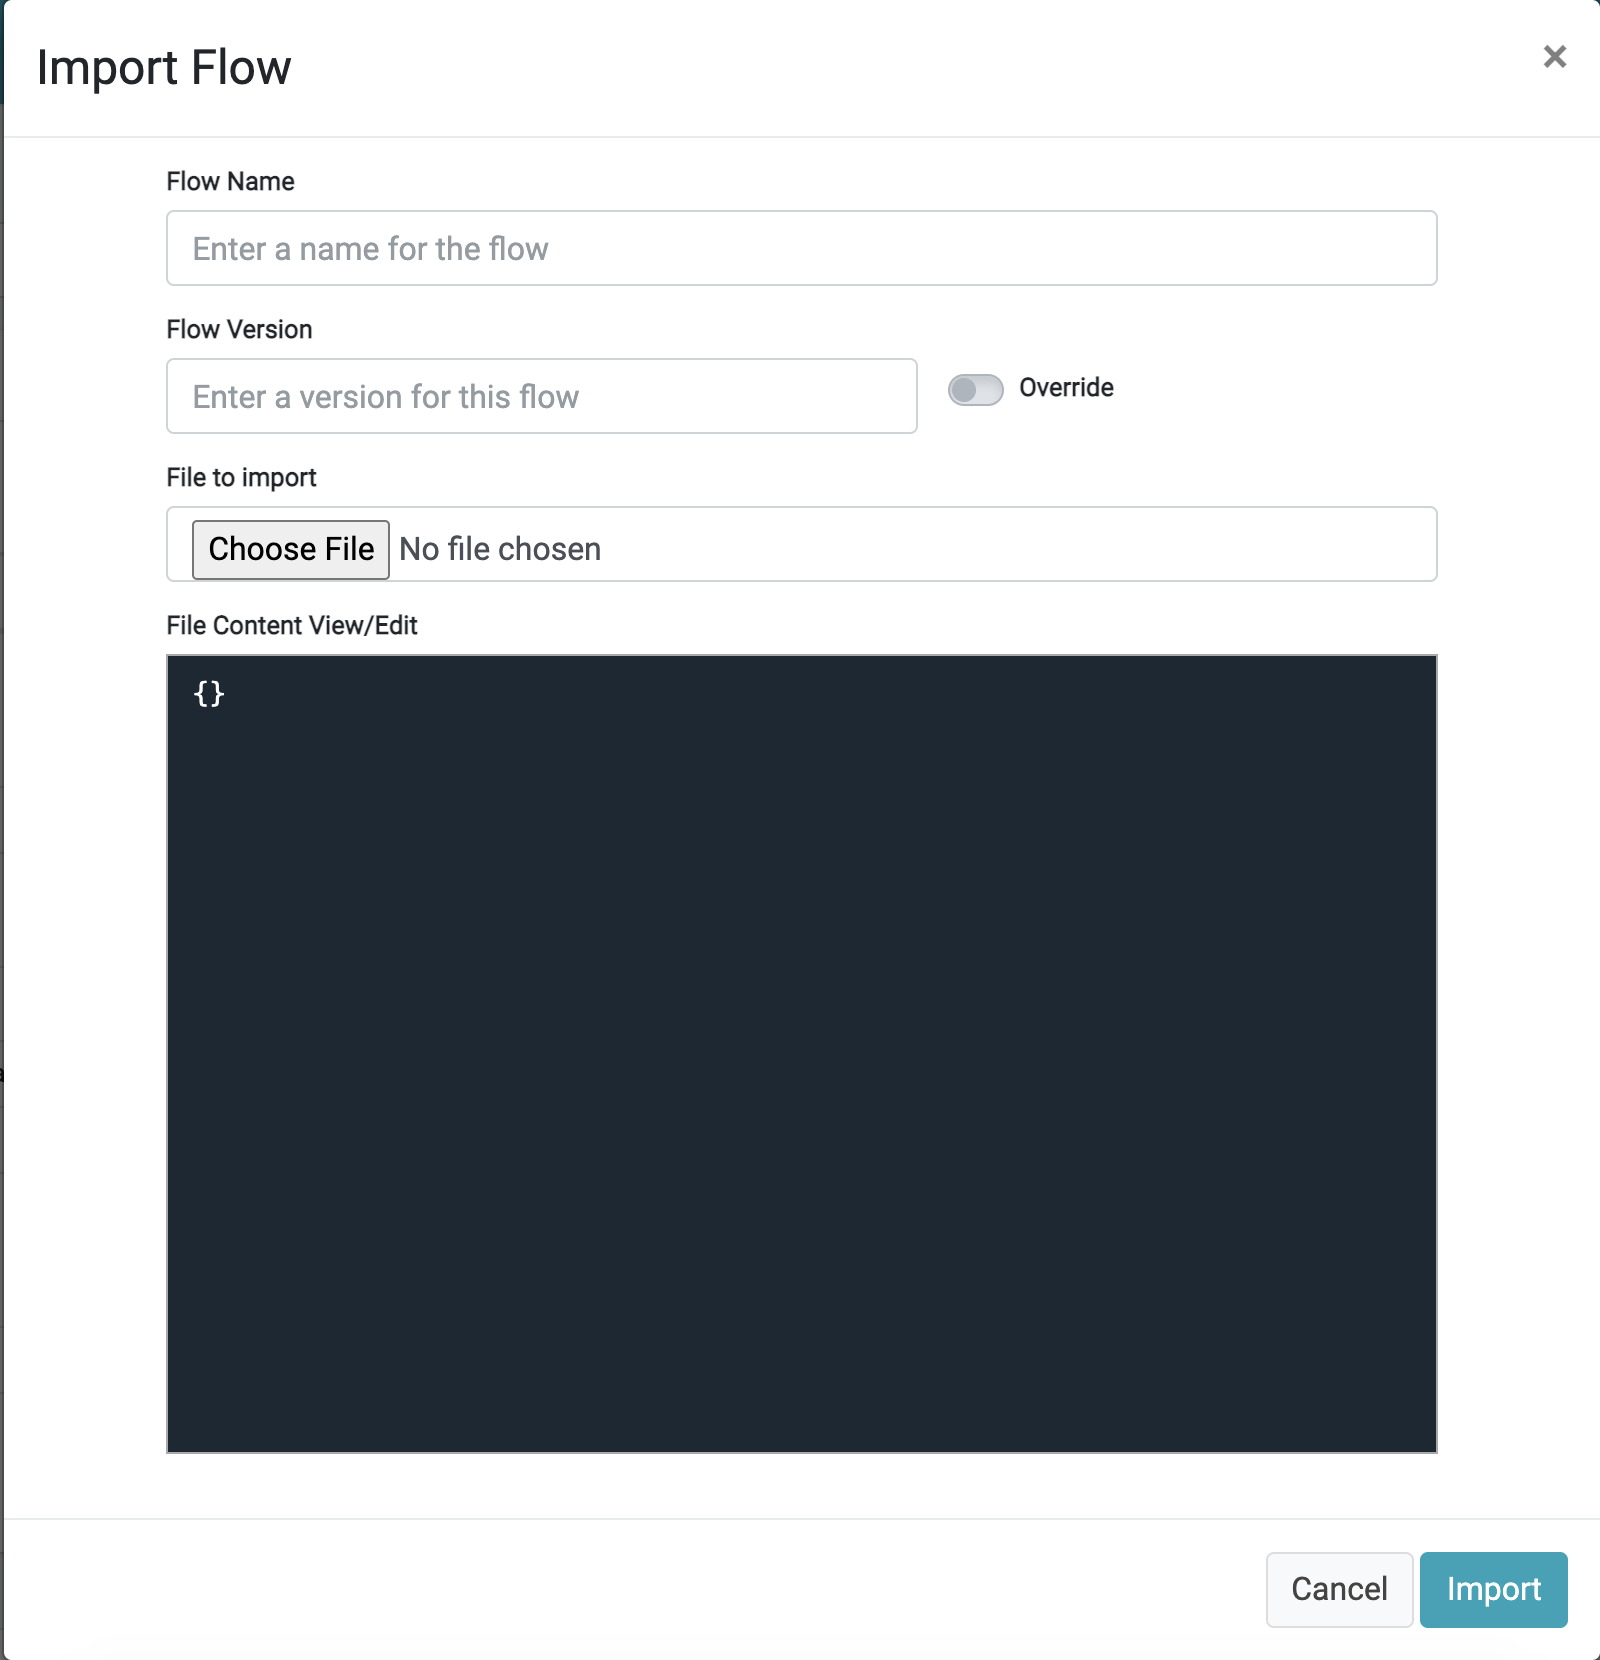 Import Flow
×
Flow Name
Enter a name for the flow
Flow Version
Enter a version for this flow
Override
File to import
Choose File No file chosen
File Content View/Edit
{}
Cancel Import